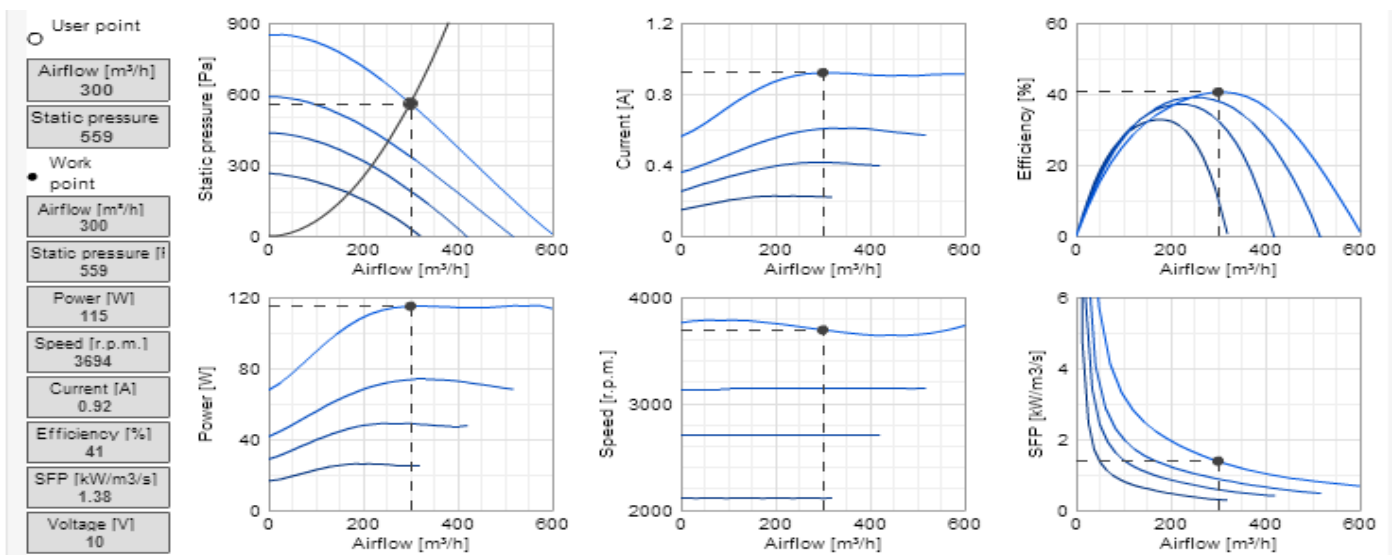 User point
Airflow [m³/h]
300
Static pressure
559
Work
point
Airflow [m³/h]
300
Static pressure [
559
Power [W]
115
Speed [r.p.m.]
3694
Current [A]
0.92
Efficiency [%]
41
SFP [kW/m3/s]
1.38
Voltage [V]
10
Static pressure [Pa]
900
600
300
0
0
200
400
600
Airflow [m³/h]
Current [A]
1.2
0.8
0.4
0
0
200
400
600
Airflow [m³/h]
Efficiency [%]
60
40
20
0
0
200
400
600
Airflow [m³/h]
Power [W]
120
80
40
0
0
200
400
600
Airflow [m³/h]
Speed [r.p.m.]
4000
3000
2000
0
200
400
600
Airflow [m³/h]
SFP [kW/m3/s]
6
4
2
0
0
200
400
600
Airflow [m³/h]